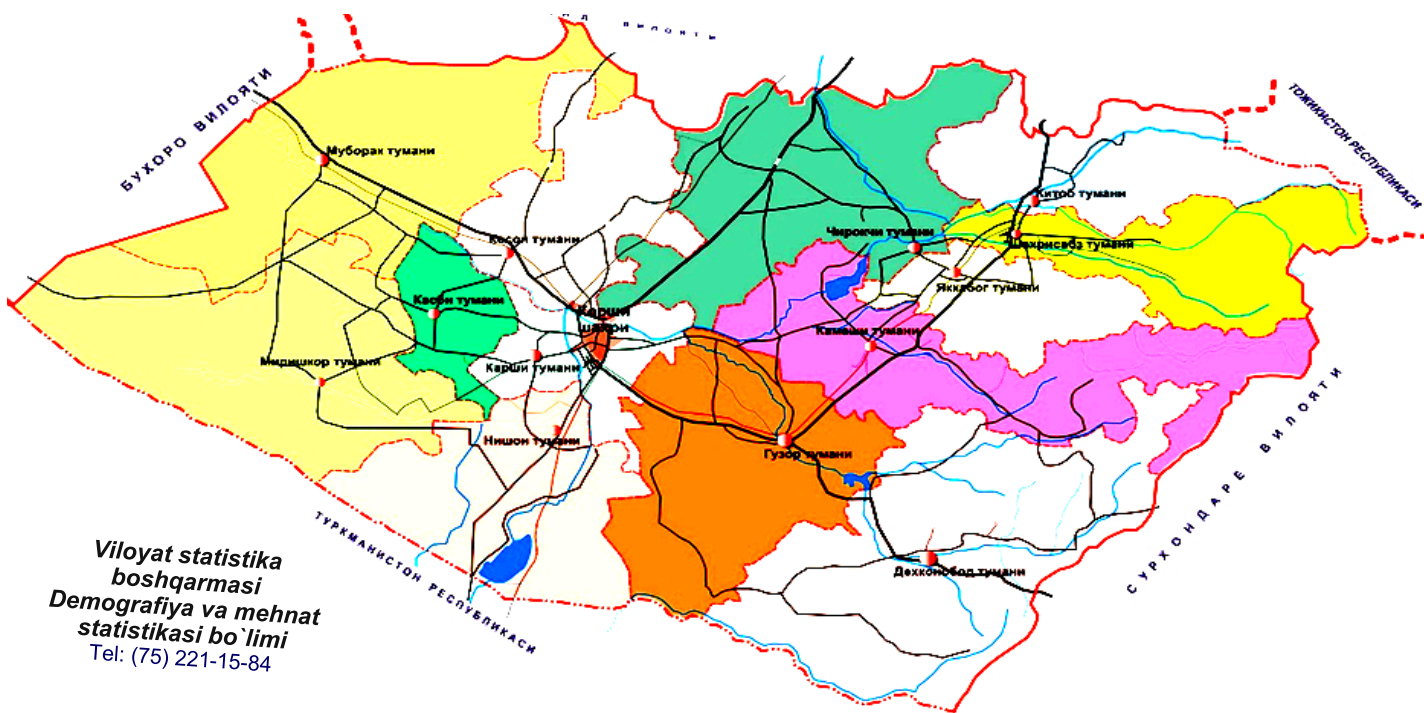 вилояти
БУХОРО ВИЛОЯТИ
ТОЖИКИСТОН РЕСПУБЛИКАСИ
Муборак тумани
Китоб тумани
Косон тумани
Чирокчи тумани
Шахрисабз тумани
Яккабог тумани
Касби тумани
Карши
шахри
Камаши тумани
Миришкор тумани
Карши тумани
Нишон тумани
Гузор тумани
СУРХОНДАРЕ ВИЛОЯТИ
ТУРКМАНИСТОН РЕСПУБЛИКАСИ
Дехконобод тумани
Viloyat statistika
boshqarmasi
Demografiya va mehnat
statistikasi bo`limi
Tel: (75) 221-15-84